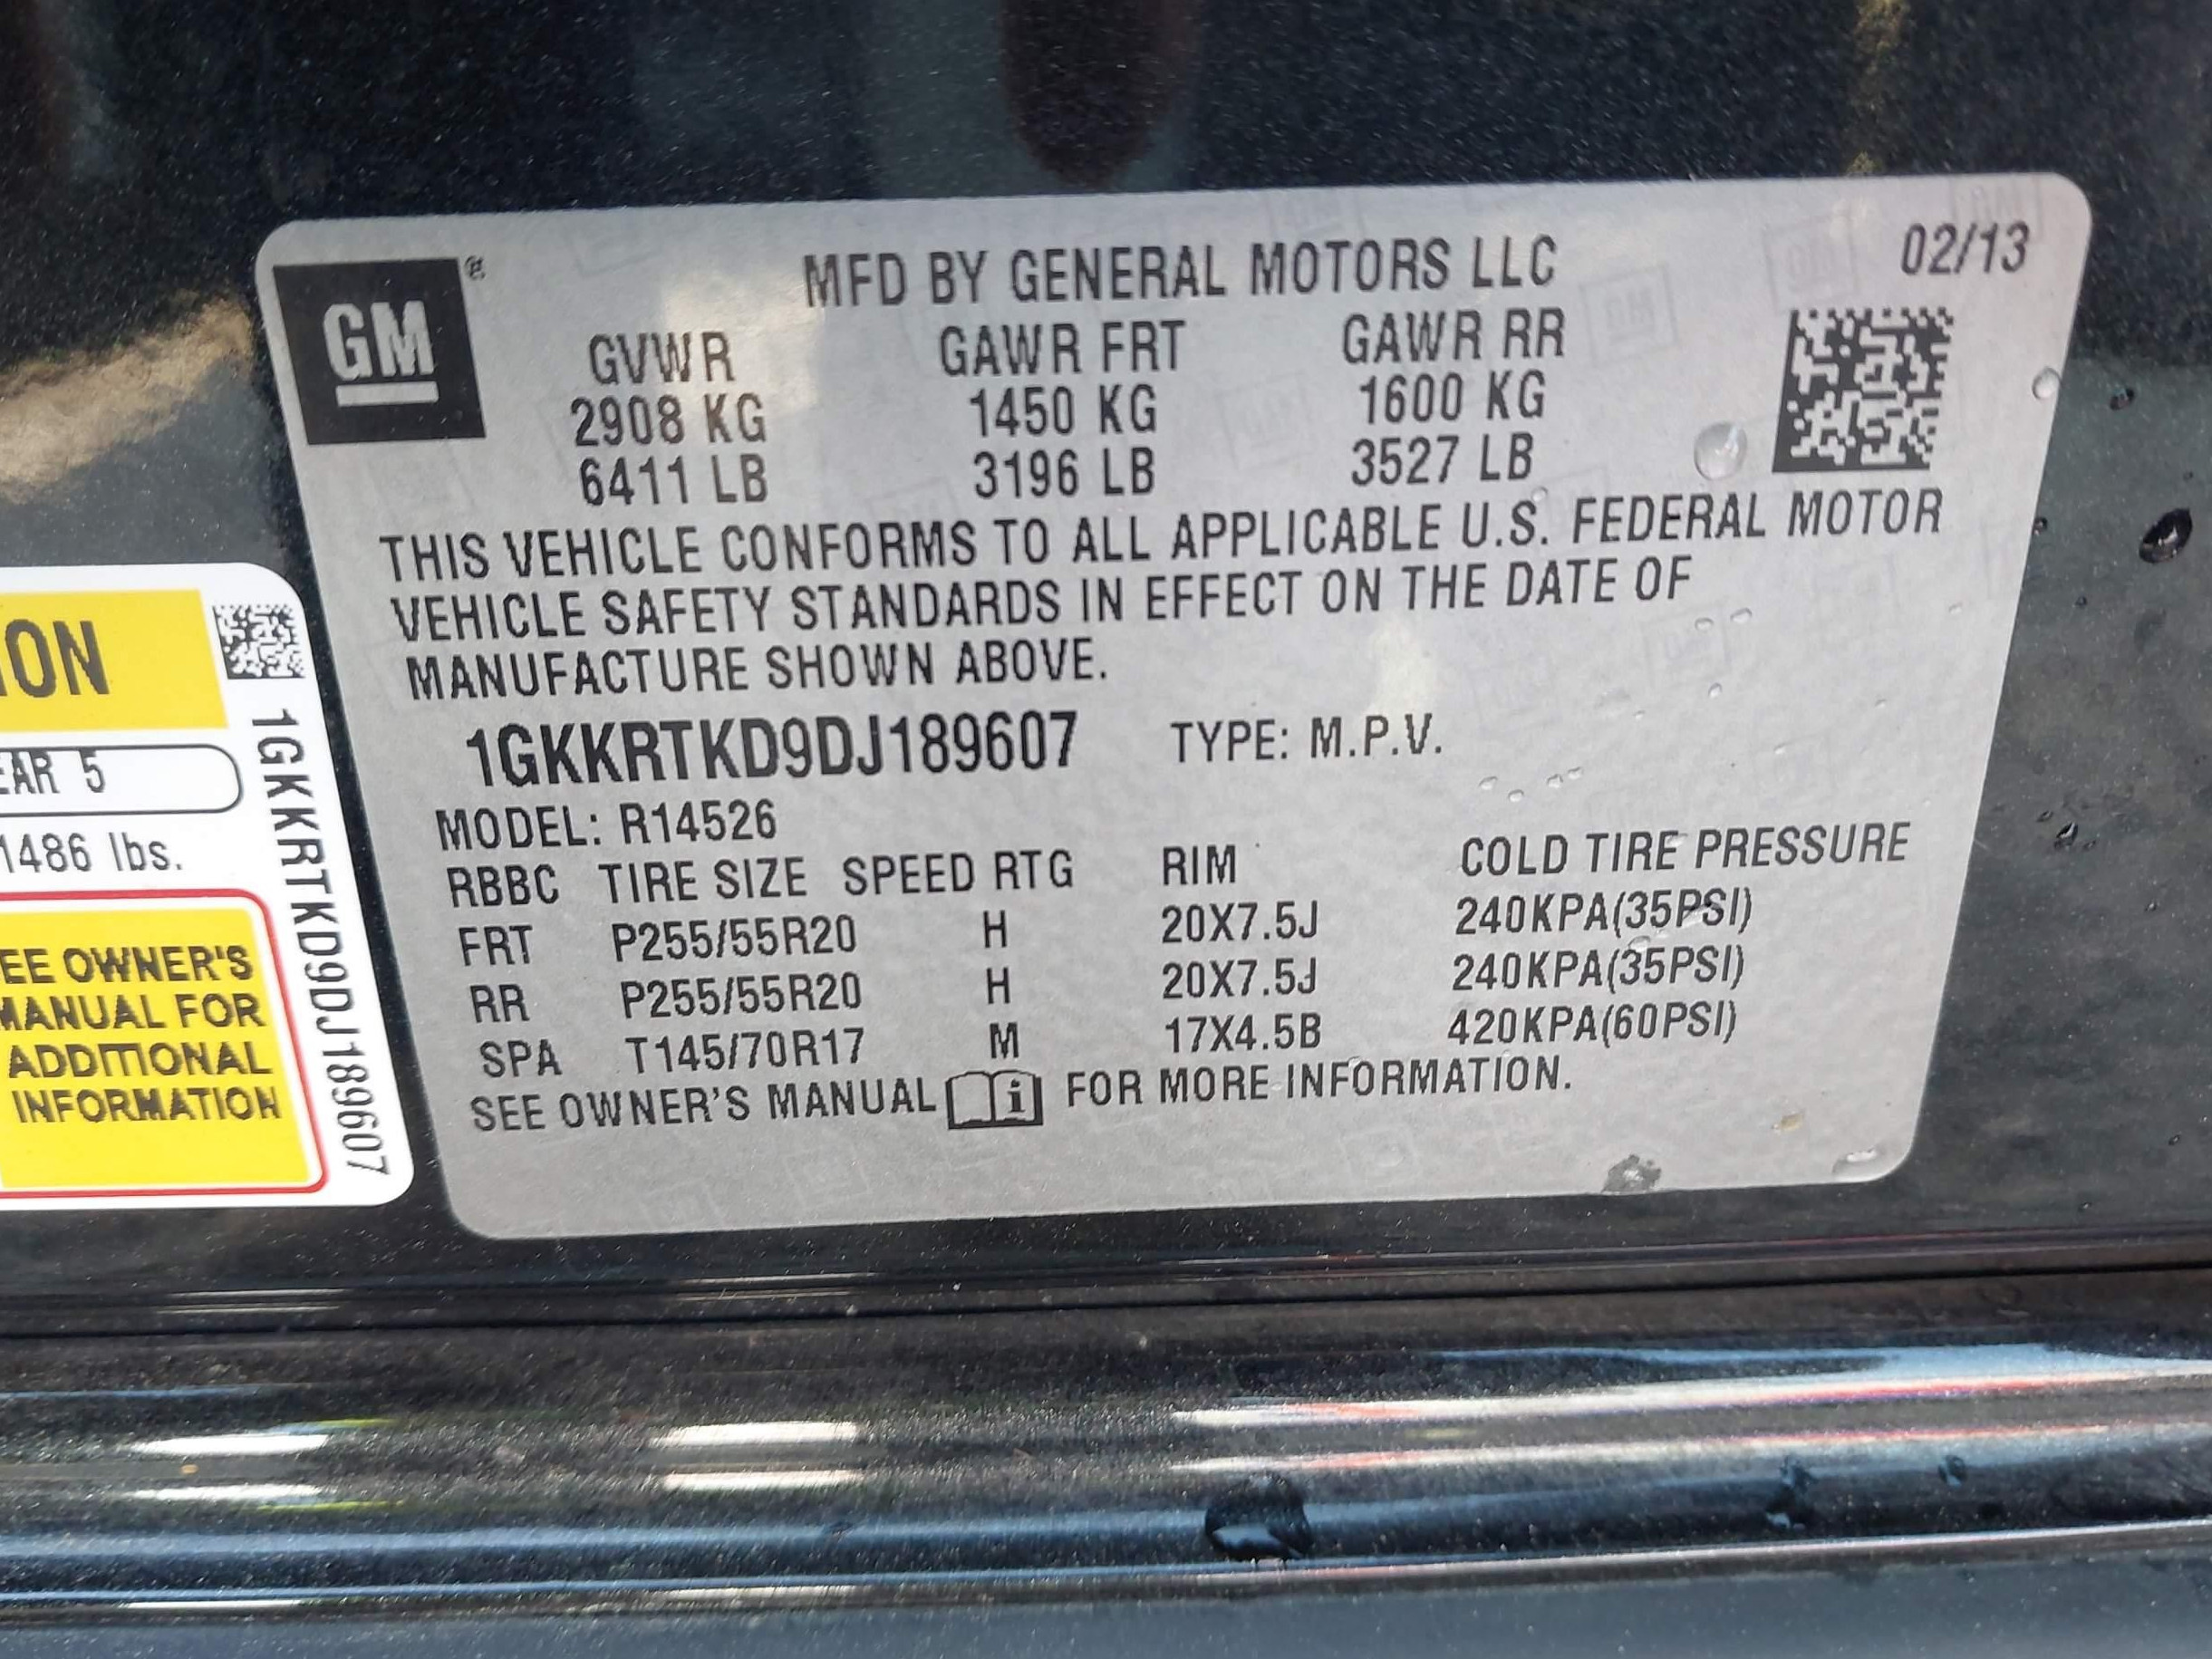 GM ®
MFD BY GENERAL MOTORS LLC 02/13
GVWR GAWR FRT GAWR RR
2908 KG 1450 KG 1600 KG
6411 LB 3196 LB 3527 LB
THIS VEHICLE CONFORMS TO ALL APPLICABLE U.S. FEDERAL MOTOR
VEHICLE SAFETY STANDARDS IN EFFECT ON THE DATE OF
MANUFACTURE SHOWN ABOVE.
1GKKRTKD9DJ189607 TYPE: M.P.V.
MODEL: R14526
RBBC TIRE SIZE SPEED RTG RIM COLD TIRE PRESSURE
FRT P255/55R20 H 20X7.5J 240KPA(35PSI)
RR P255/55R20 H 20X7.5J 240KPA(35PSI)
SPA T145/70R17 M 17X4.5B 420KPA(60PSI)
SEE OWNER'S MANUAL i FOR MORE INFORMATION.
ION
EAR 5
1486 lbs.
EE OWNER'S
MANUAL FOR
ADDITIONAL
INFORMATION
1GKKRTKD9DJ189607